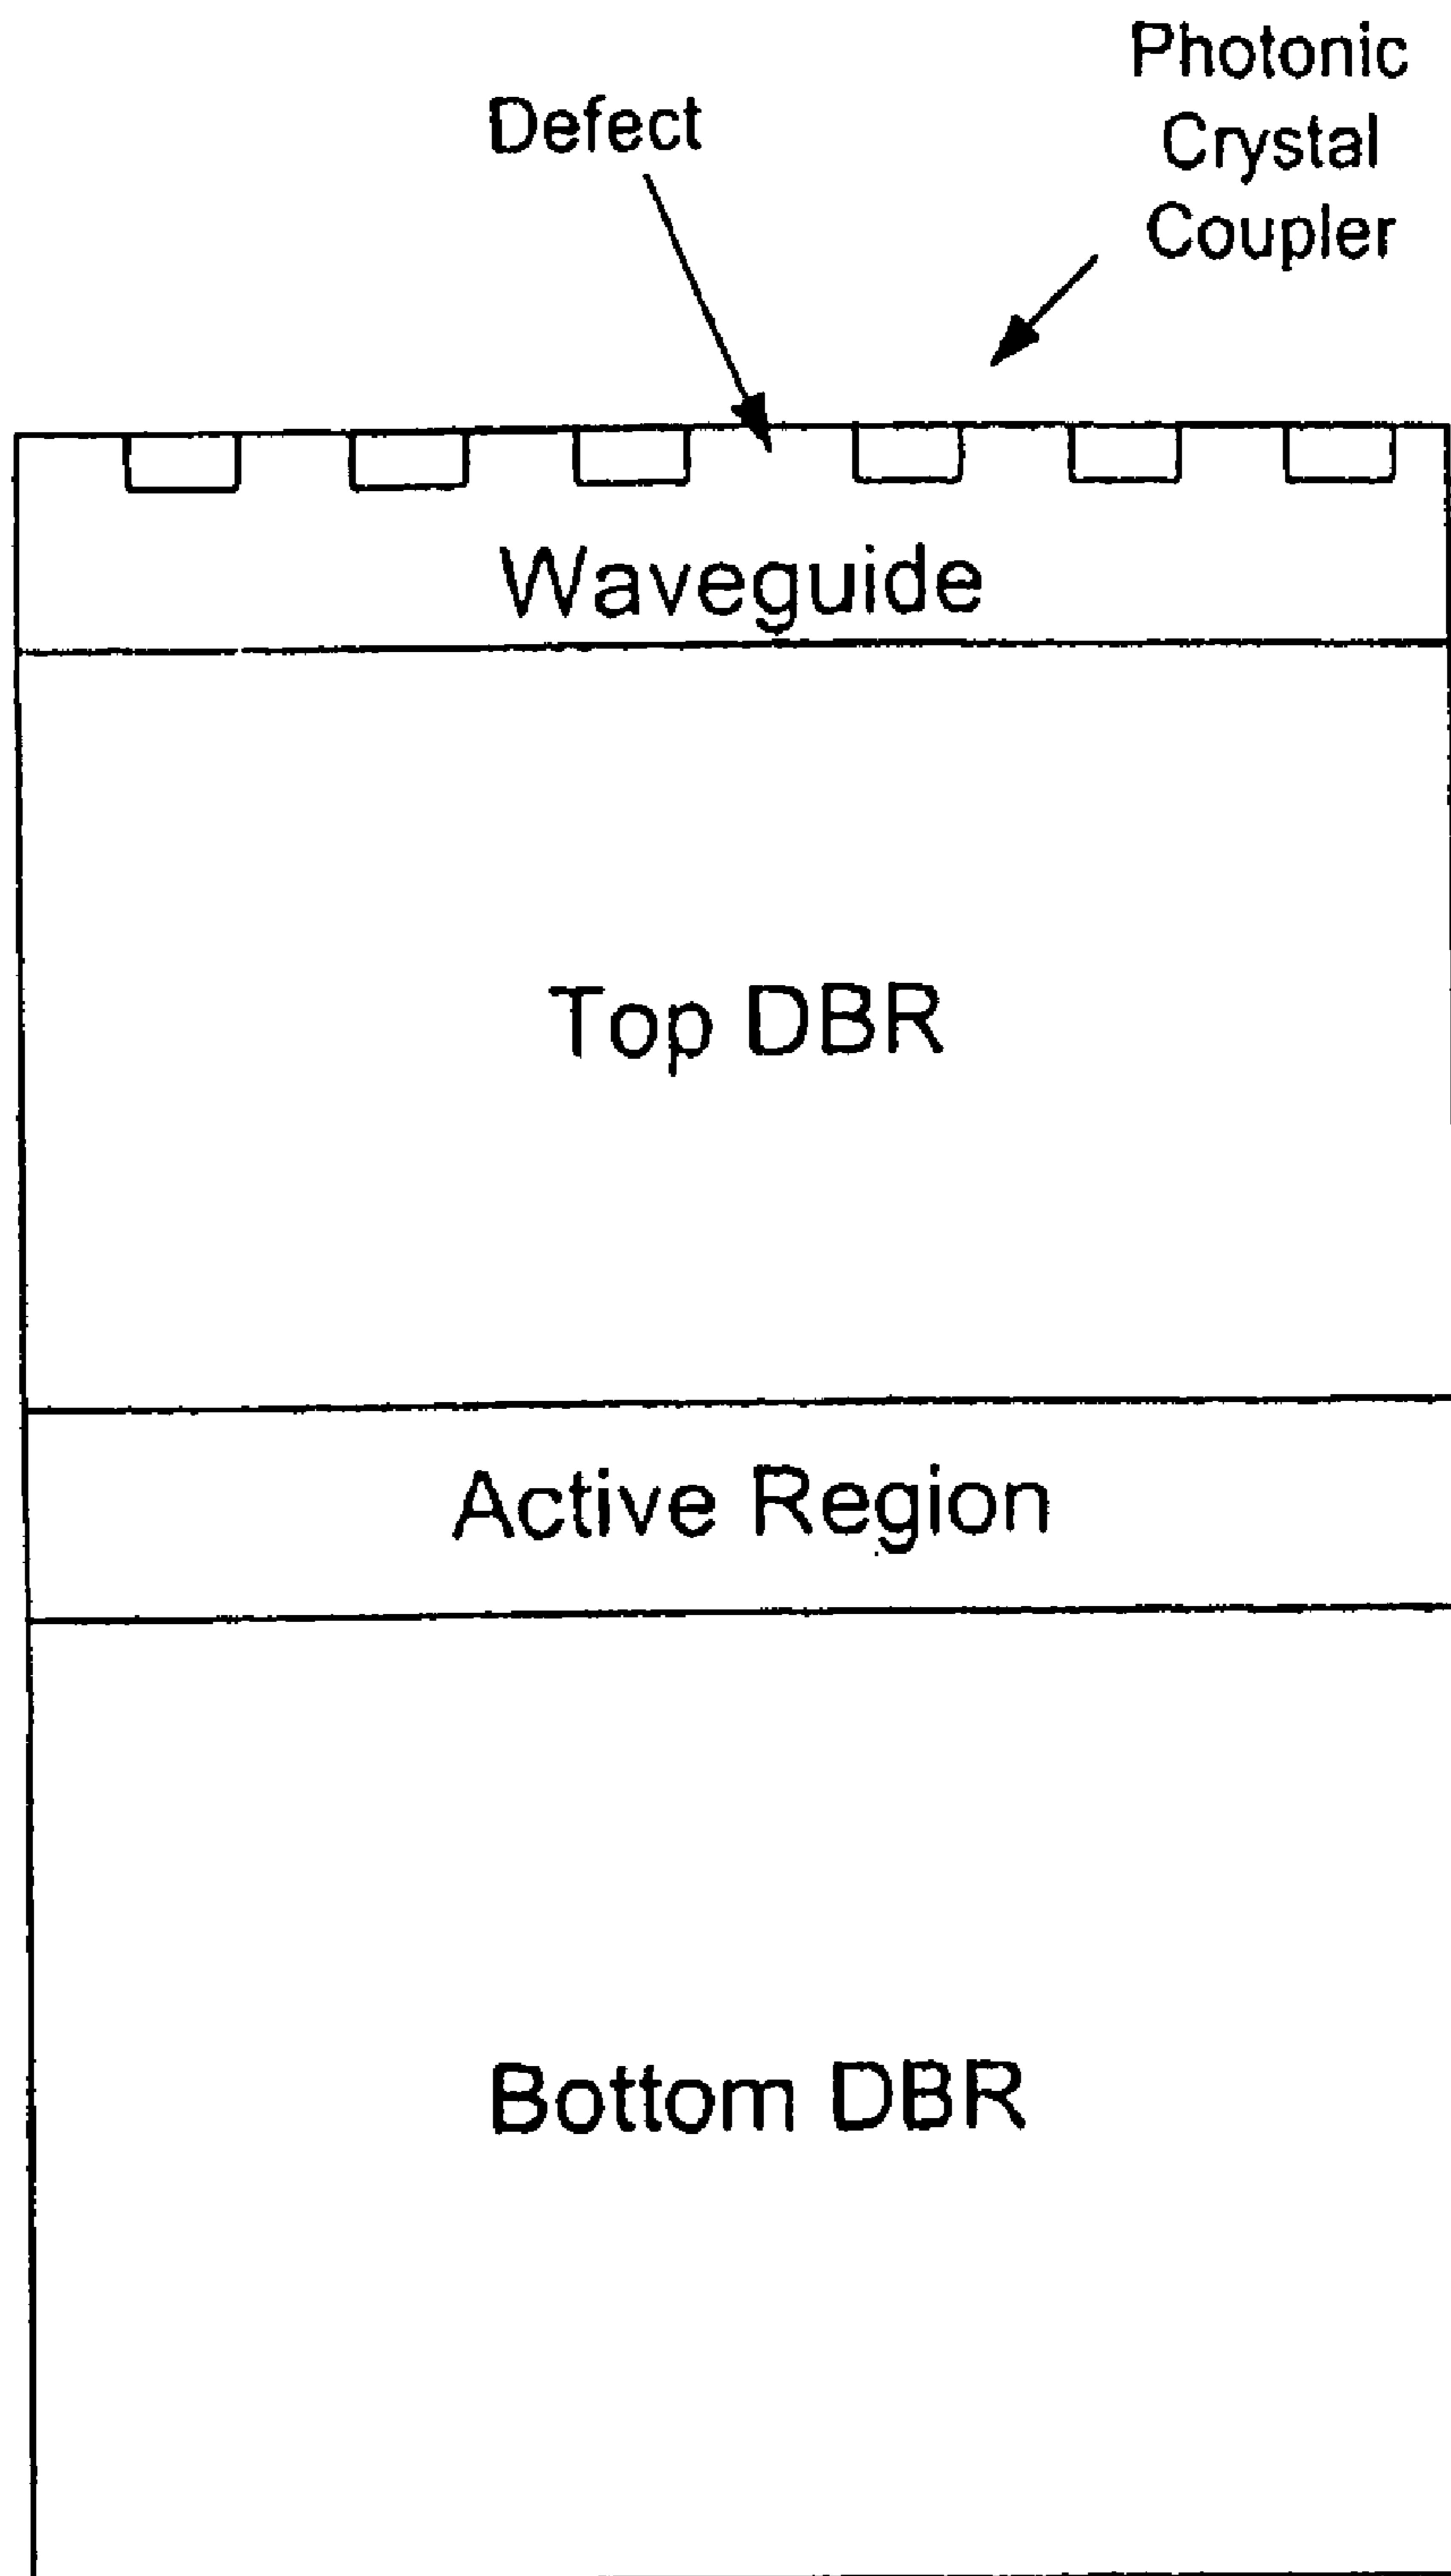 Photonic
Crystal
Coupler
Defect
Waveguide
Top DBR
Active Region
Bottom DBR